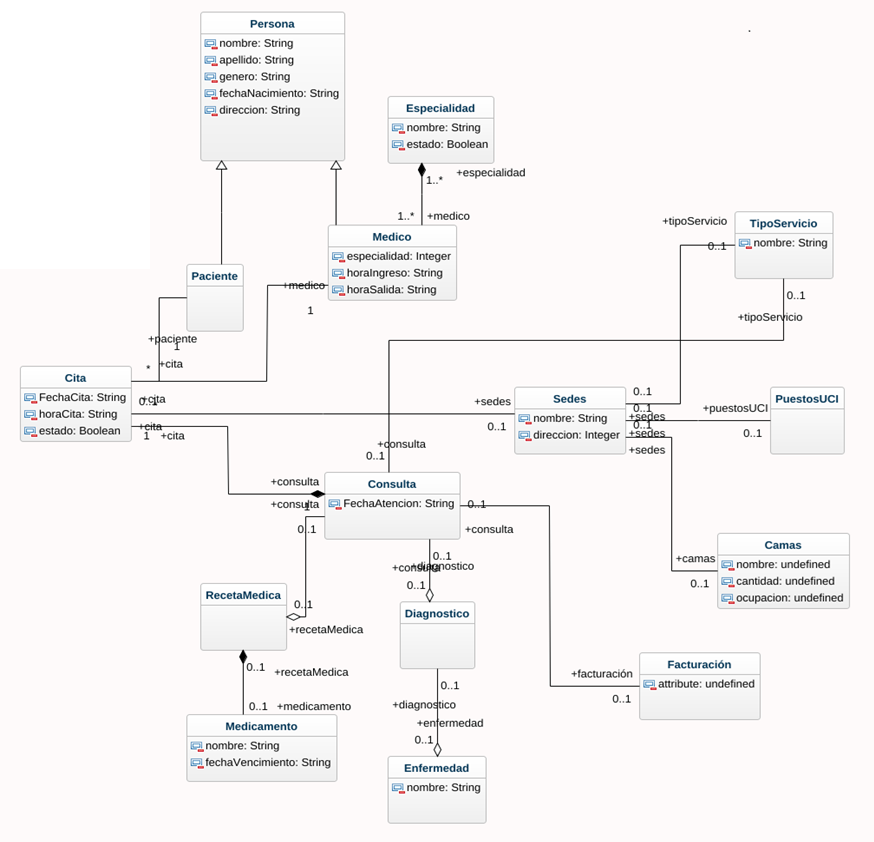 Persona
nombre: String
apellido: String
genero: String
fechaNacimiento: String
direccion: String
Especialidad
nombre: String
estado: Boolean
1..*
+especialidad
1..*
+medico
Medico
especialidad: Integer
horaIngreso: String
horaSalida: String
+medico
1
+tipoServicio
0..1
TipoServicio
nombre: String
0..1
+tipoServicio
Paciente
+paciente
1
*
+cita
Cita
FechaCita: String
horaCita: String
estado: Boolean
+cita
0..1
+cita
1
+cita
+sedes
0..1
Sedes
nombre: String
direccion: Integer
0..1
0..1
+sedes
0..1
+sedes
+sedes
+puestosUCI
0..1
PuestosUCI
+consulta
0..1
+consulta
+consulta
1
0..1
Consulta
FechaAtencion: String
0..1
+consulta
+camas
0..1
Camas
nombre: undefined
cantidad: undefined
ocupacion: undefined
0..1
+consulta
+diagnostico
0..1
RecetaMedica
0..1
+recetaMedica
Diagnostico
0..1
+recetaMedica
0..1
+medicamento
Medicamento
nombre: String
fechaVencimiento: String
0..1
+diagnostico
+enfermedad
0..1
Enfermedad
nombre: String
+facturación
0..1
Facturación
attribute: undefined